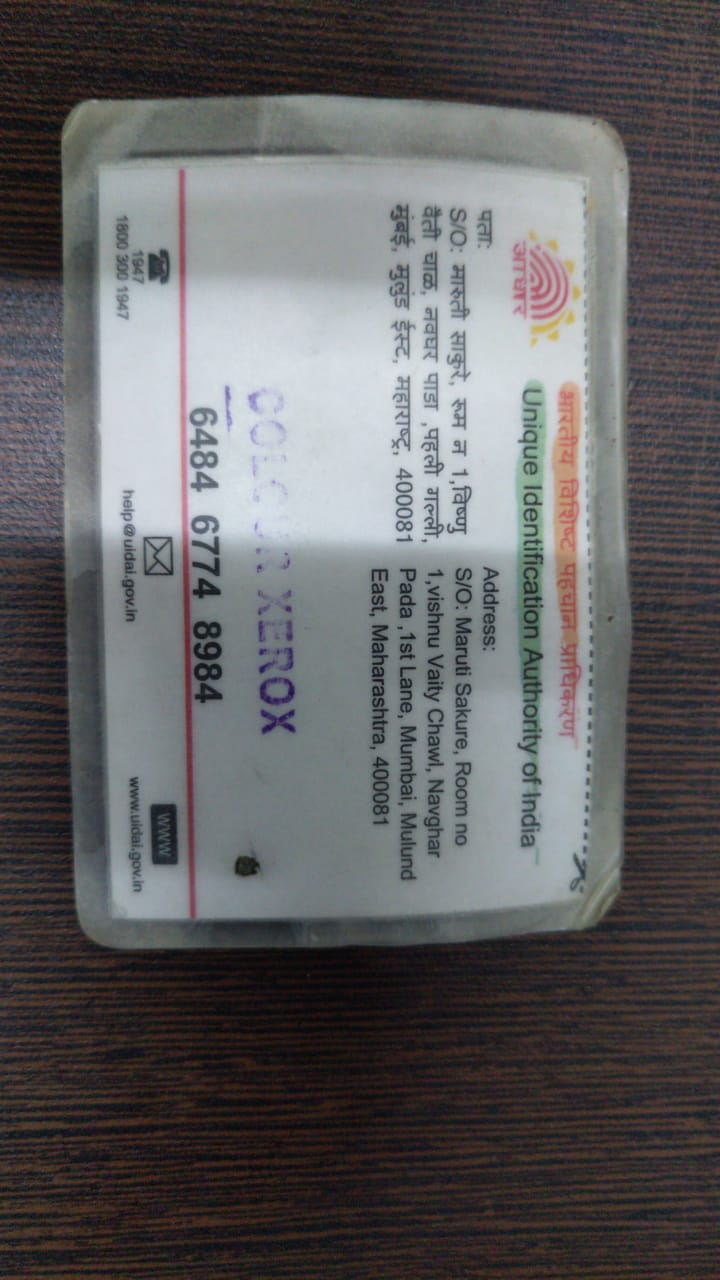 भारतीय विशिष्ट पहचान प्राधिकरण
Unique Identification Authority of India
आधार
पता:
S/O: मारुती साकुरे, रूम न 1,विष्णु
वैती चाळ, नवघर पाडा ,पहली गल्ली,
मुंबई, मुलुंड ईस्ट, महाराष्ट्र, 400081
Address:
S/O: Maruti Sakure, Room no
1,vishnu Vaity Chawl, Navghar
Pada ,1st Lane, Mumbai, Mulund
East, Maharashtra, 400081
COLOUR XEROX
6484 6774 8984
1947
1800 300 1947
help@uidai.gov.in
WWW
www.uidai.gov.in